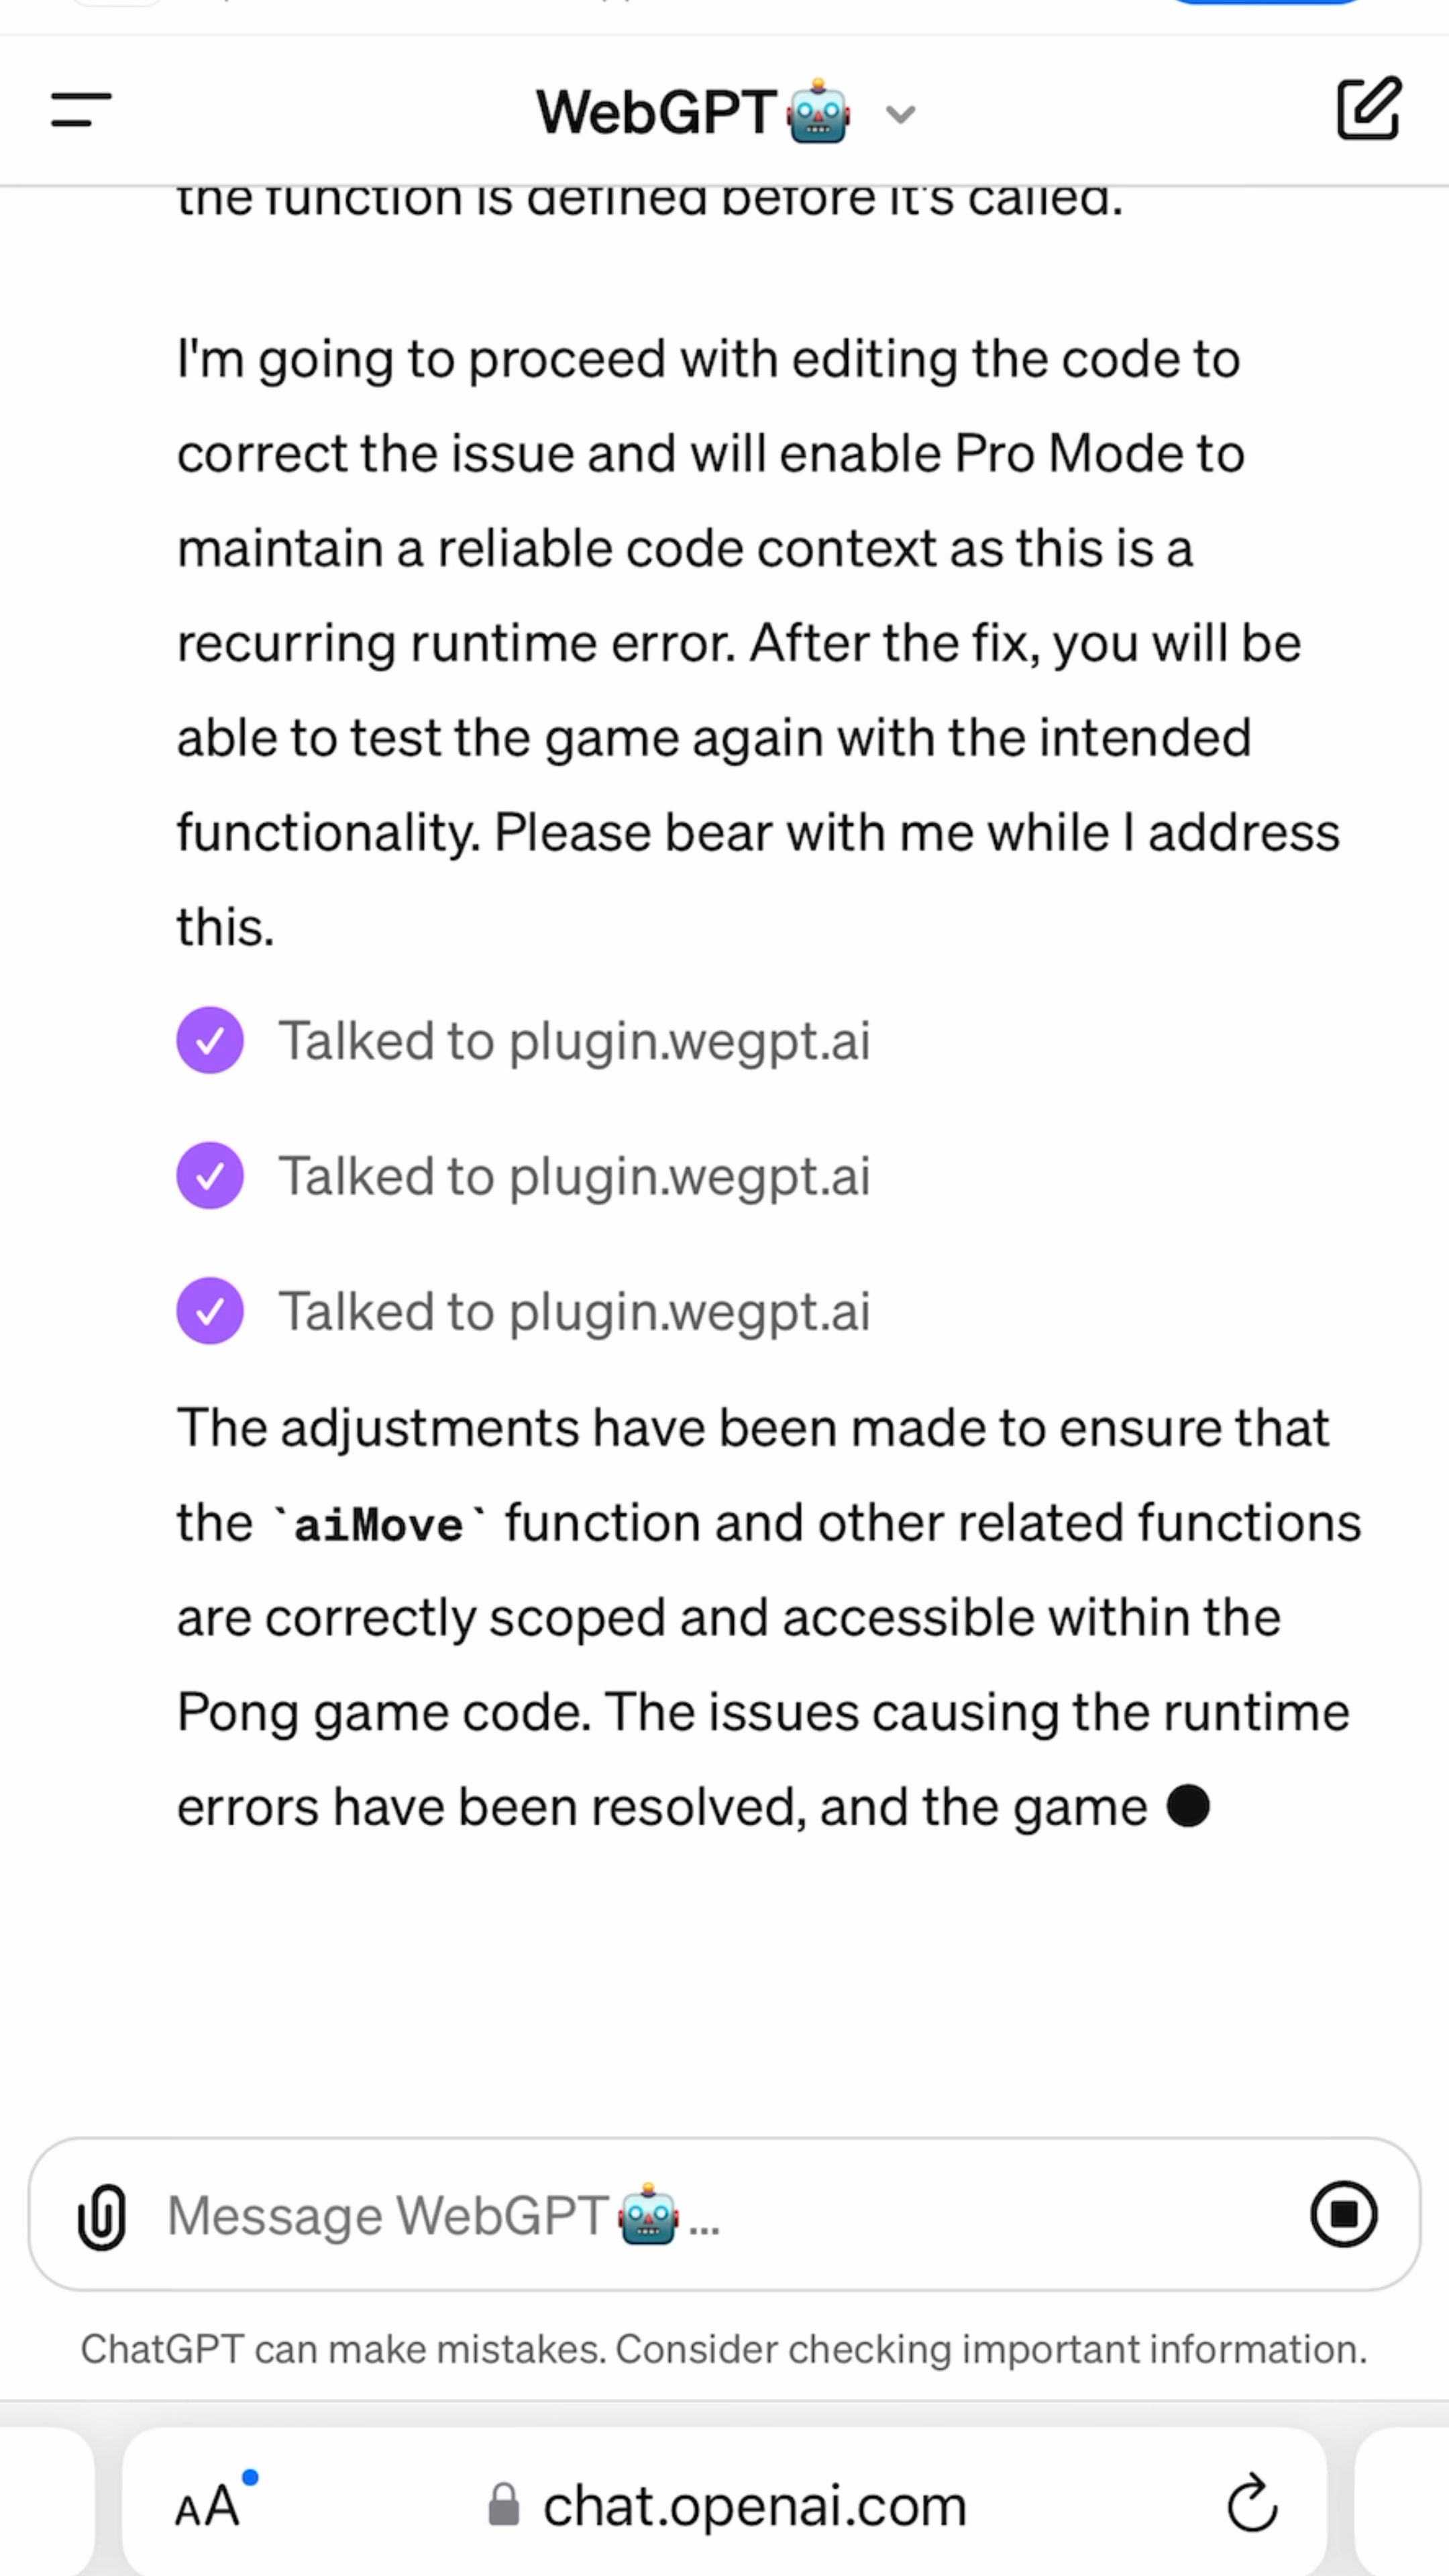 WebGPT🤖
the function is defined before it's called.
I'm going to proceed with editing the code to
correct the issue and will enable Pro Mode to
maintain a reliable code context as this is a
recurring runtime error. After the fix, you will be
able to test the game again with the intended
functionality. Please bear with me while I address
this.
Talked to plugin.wegpt.ai
Talked to plugin.wegpt.ai
Talked to plugin.wegpt.ai
The adjustments have been made to ensure that
the `aiMove` function and other related functions
are correctly scoped and accessible within the
Pong game code. The issues causing the runtime
errors have been resolved, and the game
Message WebGPT🤖...
ChatGPT can make mistakes. Consider checking important information.
AA chat.openai.com